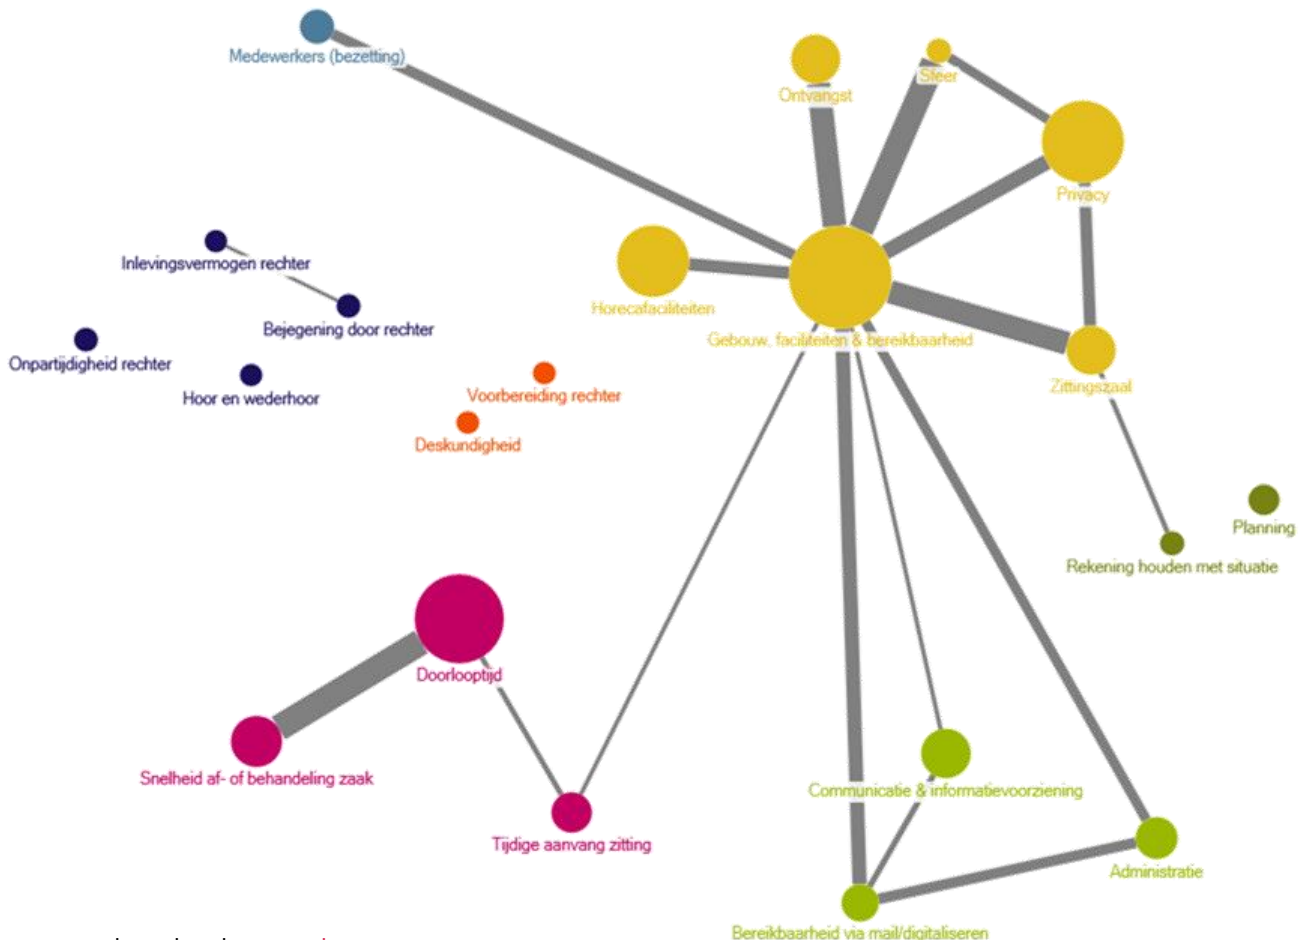 Medewerkers (bezetting)
Ontvangst
Sfeer
Privacy
Inlevingsvermogen rechter
Horecafaciliteiten
Bejegening door rechter
Gebouw, faciliteiten & bereikbaarheid
Onpartijdigheid rechter
Zittingszaal
Hoor en wederhoor
Voorbereiding rechter
Deskundigheid
Planning
Rekening houden met situatie
Doorlooptijd
Snelheid af- of behandeling zaak
Communicatie & informatievoorziening
Tijdige aanvang zitting
Administratie
Bereikbaarheid via mail/digitaliseren